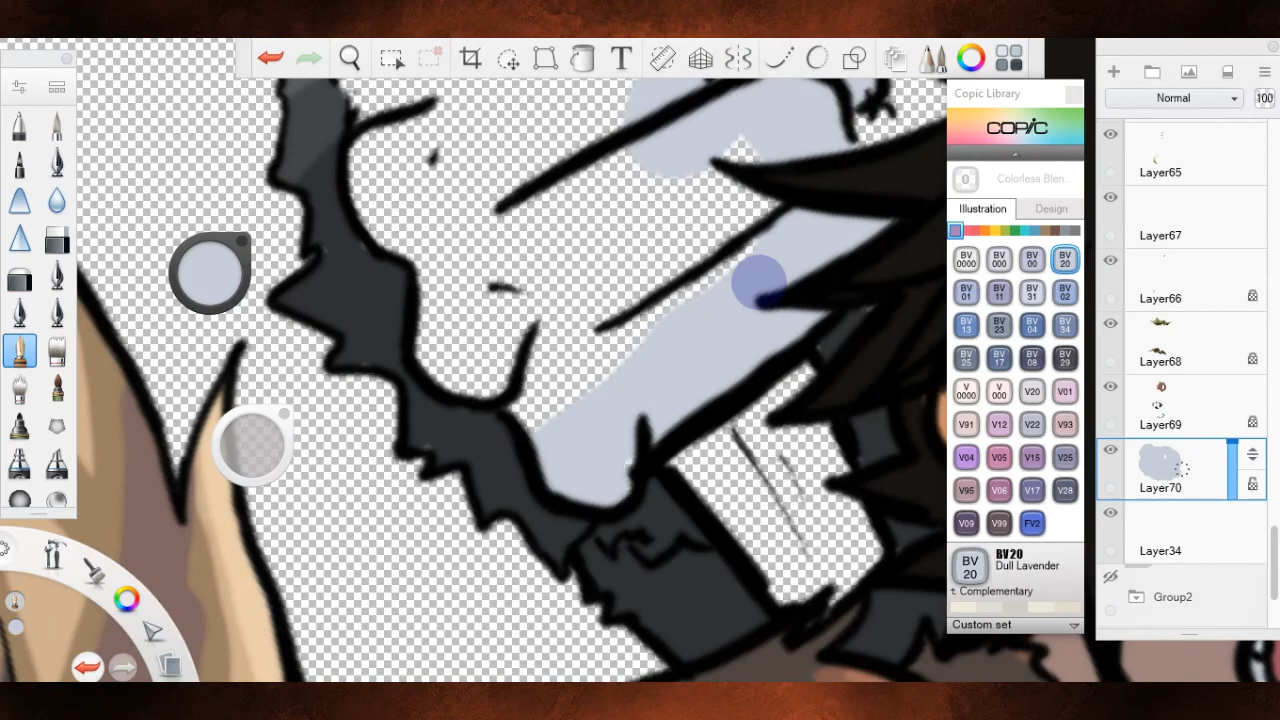 T
Copic Library
COPIC
0
Colorless Blen..
Illustration
Design
BV 0000
BV 000
BV 00
BV 20
BV 01
BV 11
BV 31
BV 02
BV 13
BV 23
BV 04
BV 34
BV 25
BV 17
BV 08
BV 29
V 0000
V 000
V20
V01
V91
V12
V22
V93
V04
V05
V15
V25
V95
V06
V17
V28
V09
V99
FV2
BV 20
BV20
Dull Lavender
Complementary
Custom set
Normal
100
Layer65
Layer67
Layer66
Layer68
Layer69
Layer70
Layer34
Group2